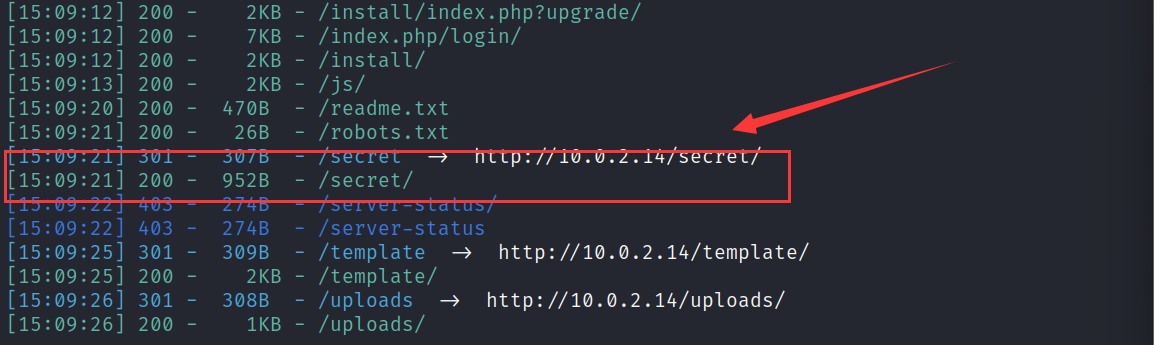 [15:09:12] 200 -     2KB - /install/index.php?upgrade/
[15:09:12] 200 -     7KB - /index.php/login/
[15:09:12] 200 -     2KB - /install/
[15:09:13] 200 -     2KB - /js/
[15:09:20] 200 -   470B  - /readme.txt
[15:09:21] 200 -    26B  - /robots.txt
[15:09:21] 301 -   307B  - /secret  ->  http://10.0.2.14/secret/
[15:09:21] 200 -   952B  - /secret/
[15:09:22] 403 -   274B  - /server-status/
[15:09:22] 403 -   274B  - /server-status
[15:09:25] 301 -   309B  - /template  ->  http://10.0.2.14/template/
[15:09:25] 200 -     2KB - /template/
[15:09:26] 301 -   308B  - /uploads  ->  http://10.0.2.14/uploads/
[15:09:26] 200 -     1KB - /uploads/